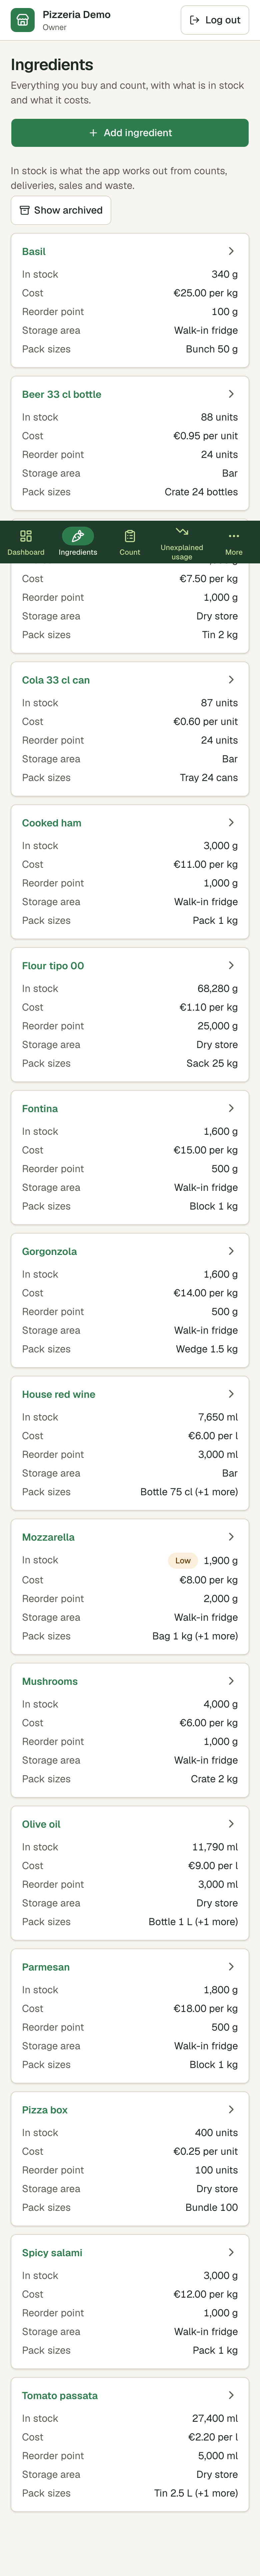 Pizzeria Demo
Owner
Log out
Ingredients
Everything you buy and count, with what is in stock
and what it costs.
Add ingredient
In stock is what the app works out from counts,
deliveries, sales and waste.
Show archived
Basil
In stock 340 g
Cost €25.00 per kg
Reorder point 100 g
Storage area Walk-in fridge
Pack sizes Bunch 50 g
Beer 33 cl bottle
In stock 88 units
Cost €0.95 per unit
Reorder point 24 units
Storage area Bar
Pack sizes Crate 24 bottles
Dashboard
Ingredients
Count
Unexplained
usage
More
Cost €7.50 per kg
Reorder point 1,000 g
Storage area Dry store
Pack sizes Tin 2 kg
Cola 33 cl can
In stock 87 units
Cost €0.60 per unit
Reorder point 24 units
Storage area Bar
Pack sizes Tray 24 cans
Cooked ham
In stock 3,000 g
Cost €11.00 per kg
Reorder point 1,000 g
Storage area Walk-in fridge
Pack sizes Pack 1 kg
Flour tipo 00
In stock 68,280 g
Cost €1.10 per kg
Reorder point 25,000 g
Storage area Dry store
Pack sizes Sack 25 kg
Fontina
In stock 1,600 g
Cost €15.00 per kg
Reorder point 500 g
Storage area Walk-in fridge
Pack sizes Block 1 kg
Gorgonzola
In stock 1,600 g
Cost €14.00 per kg
Reorder point 500 g
Storage area Walk-in fridge
Pack sizes Wedge 1.5 kg
House red wine
In stock 7,650 ml
Cost €6.00 per l
Reorder point 3,000 ml
Storage area Bar
Pack sizes Bottle 75 cl (+1 more)
Mozzarella
In stock Low 1,900 g
Cost €8.00 per kg
Reorder point 2,000 g
Storage area Walk-in fridge
Pack sizes Bag 1 kg (+1 more)
Mushrooms
In stock 4,000 g
Cost €6.00 per kg
Reorder point 1,000 g
Storage area Walk-in fridge
Pack sizes Crate 2 kg
Olive oil
In stock 11,790 ml
Cost €9.00 per l
Reorder point 3,000 ml
Storage area Dry store
Pack sizes Bottle 1 L (+1 more)
Parmesan
In stock 1,800 g
Cost €18.00 per kg
Reorder point 500 g
Storage area Walk-in fridge
Pack sizes Block 1 kg
Pizza box
In stock 400 units
Cost €0.25 per unit
Reorder point 100 units
Storage area Dry store
Pack sizes Bundle 100
Spicy salami
In stock 3,000 g
Cost €12.00 per kg
Reorder point 1,000 g
Storage area Walk-in fridge
Pack sizes Pack 1 kg
Tomato passata
In stock 27,400 ml
Cost €2.20 per l
Reorder point 5,000 ml
Storage area Dry store
Pack sizes Tin 2.5 L (+1 more)